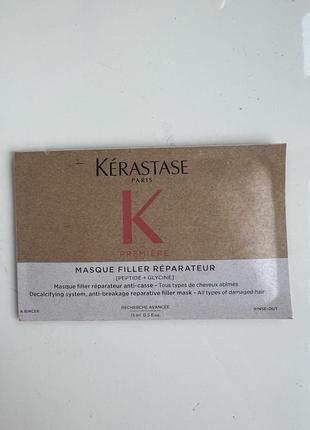 KÉRASTASE
PARIS
K
PREMIÈRE
MASQUE FILLER RÉPARATEUR
[PEPTIDE + GLYCINE]
Masque filler réparateur anti-casse - Tous types de cheveux abîmés
Decalcifying system, anti-breakage reparative filler mask - All types of damaged hair
RECHERCHE AVANCÉE
À RINCER
15 ml 0.5 fl.oz.
RINSE-OUT